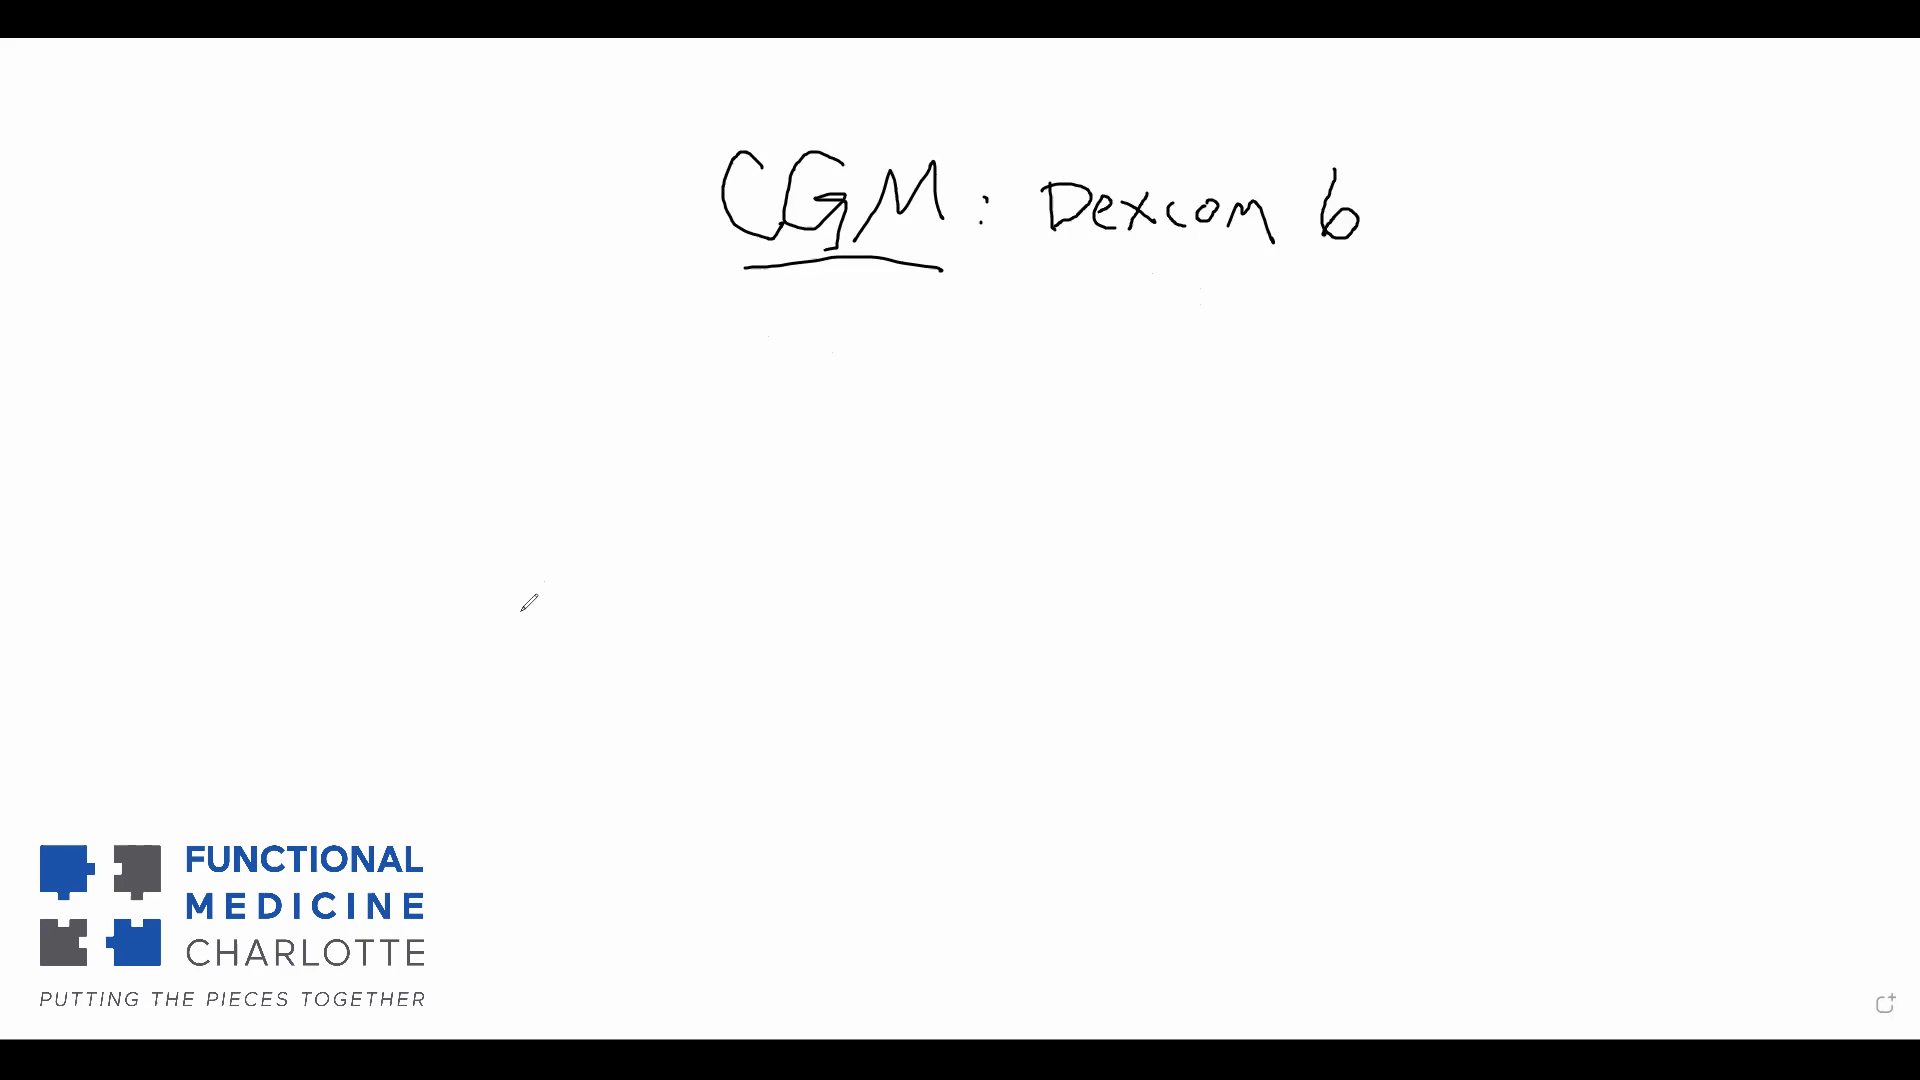 CGM: Dexcom 6
FUNCTIONAL
MEDICINE
CHARLOTTE
PUTTING THE PIECES TOGETHER